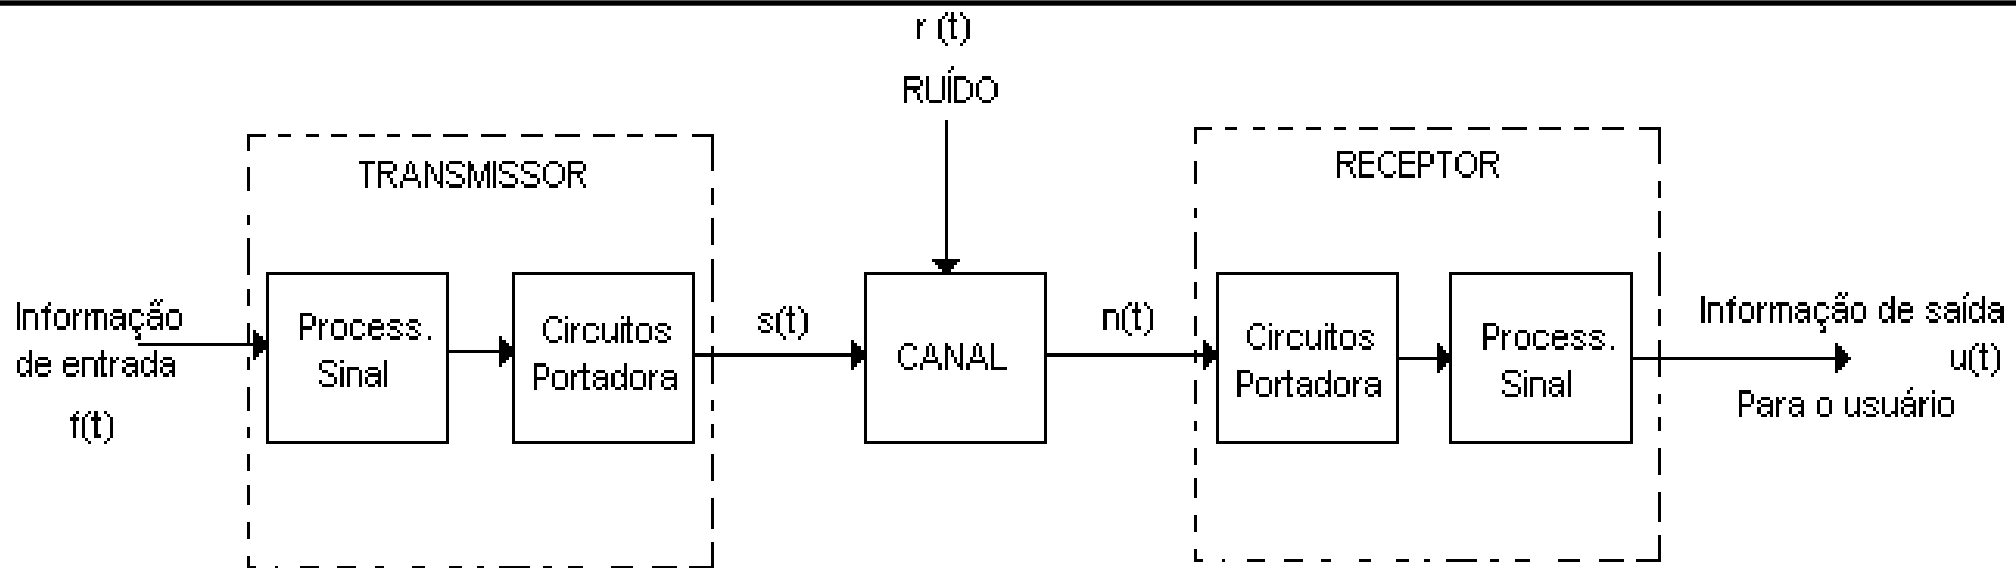 r (t)
RUÍDO
TRANSMISSOR
RECEPTOR
Informação
de entrada
f(t)
Process.
Sinal
Circuitos
Portadora
s(t)
CANAL
n(t)
Circuitos
Portadora
Process.
Sinal
Informação de saída
u(t)
Para o usuário